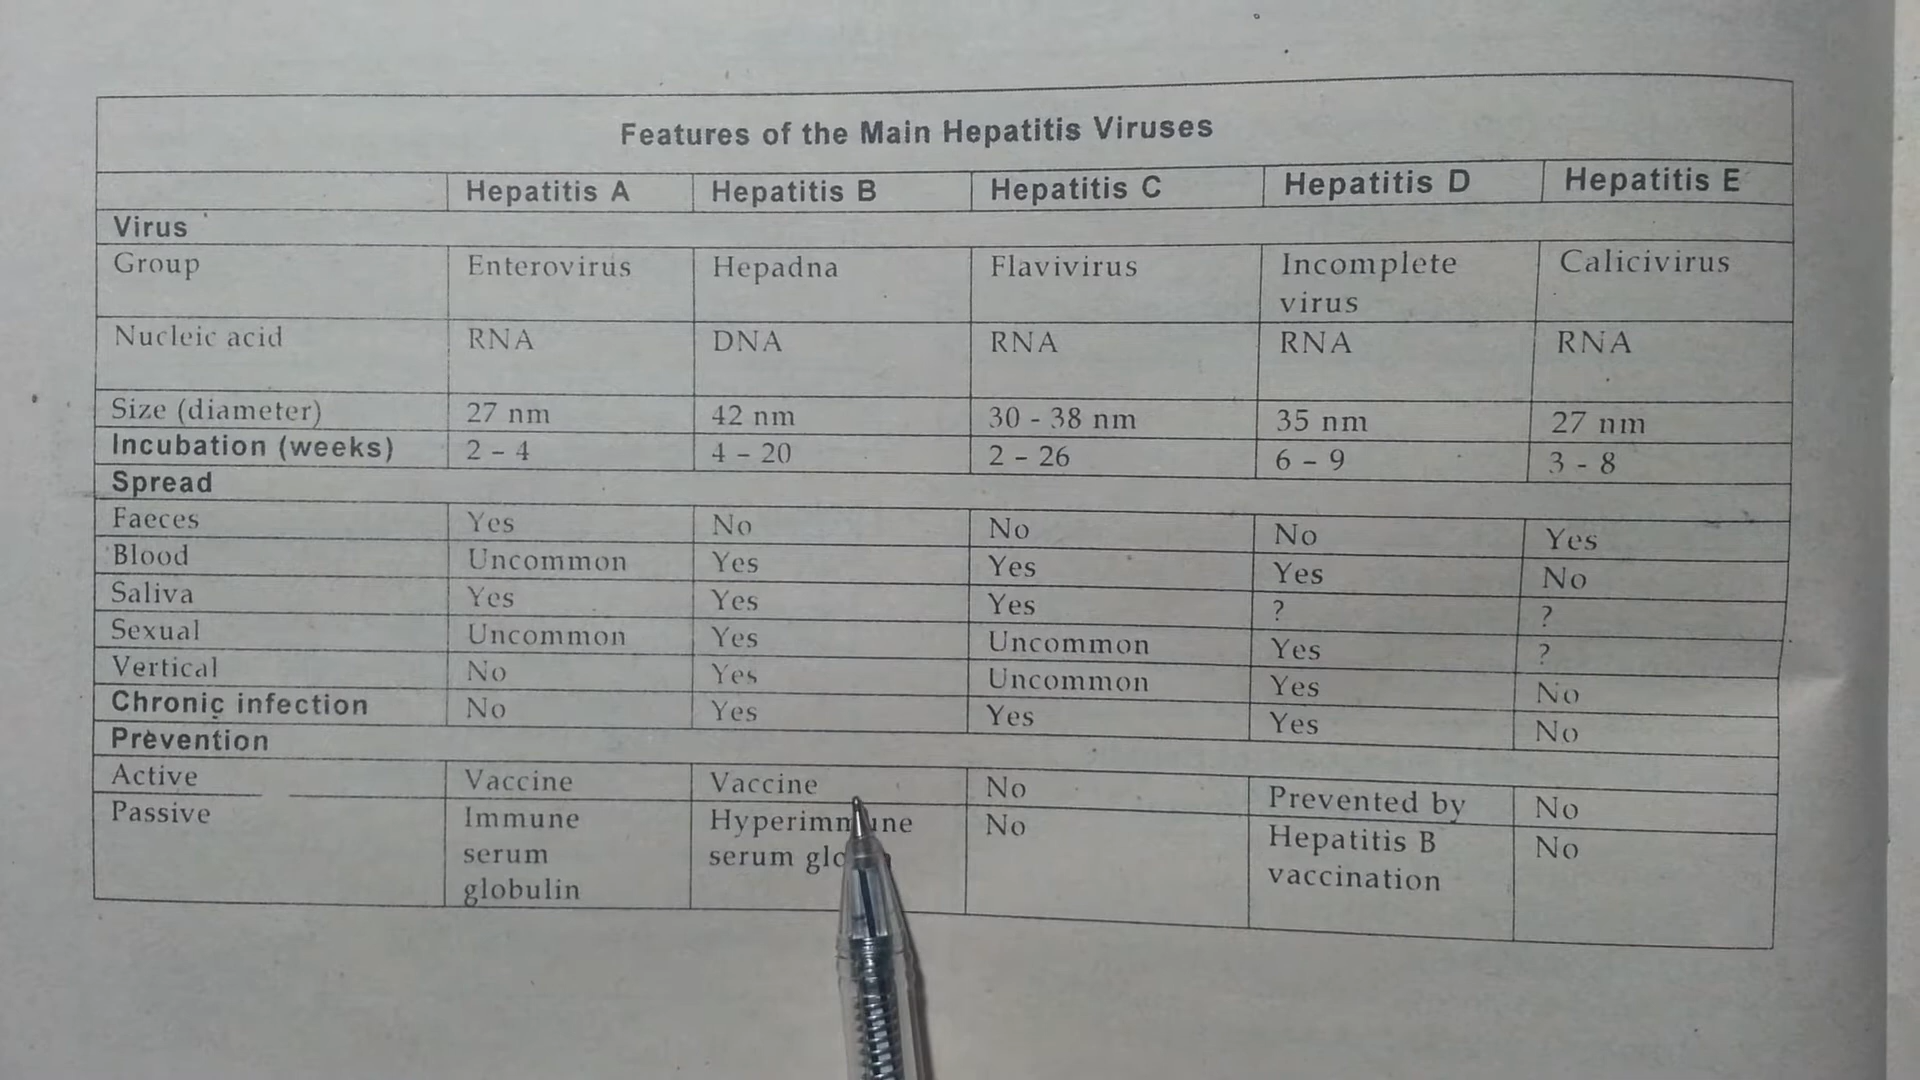 Features of the Main Hepatitis Viruses
Hepatitis A Hepatitis B Hepatitis C Hepatitis D Hepatitis E
Virus
Group Enterovirus Hepadna Flavivirus Incomplete virus Calicivirus
Nucleic acid RNA DNA RNA RNA RNA
Size (diameter) 27 nm 42 nm 30 - 38 nm 35 nm 27 nm
Incubation (weeks) 2 – 4 4 – 20 2 – 26 6 – 9 3 - 8
Spread
Faeces Yes No No No Yes
Blood Uncommon Yes Yes Yes No
Saliva Yes Yes Yes ? ?
Sexual Uncommon Yes Uncommon Yes ?
Vertical No Yes Uncommon Yes No
Chronic infection No Yes Yes Yes No
Prevention
Active Vaccine Vaccine No Prevented by No
Passive Immune Hyperimmune No Hepatitis B No
serum serum vaccination
globulin